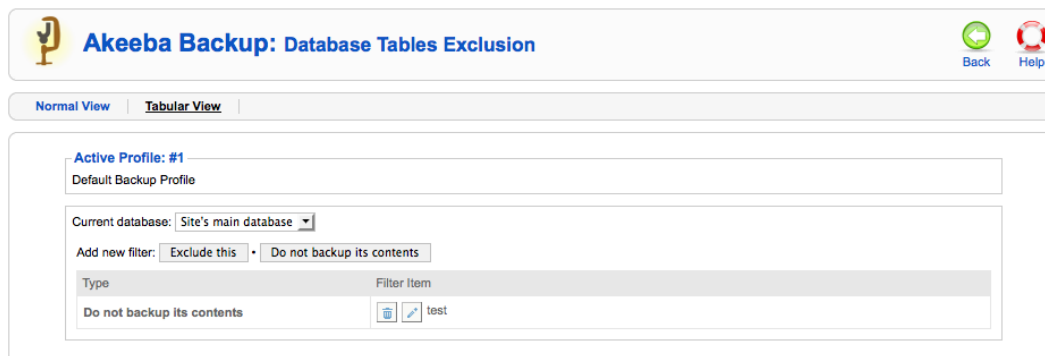 Akeeba Backup: Database Tables Exclusion
Back
Help
Normal View
Tabular View
Active Profile: #1
Default Backup Profile
Current database: Site's main database
Add new filter: Exclude this • Do not backup its contents
Type Filter Item
Do not backup its contents test